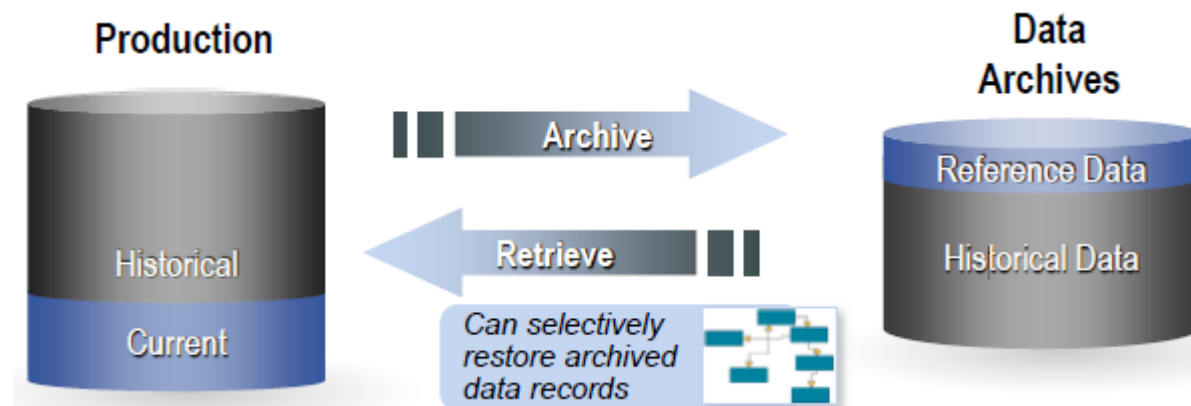 Production
Data
Archives
Archive
Reference Data
Retrieve
Historical
Historical Data
Current
Can selectively
restore archived
data records